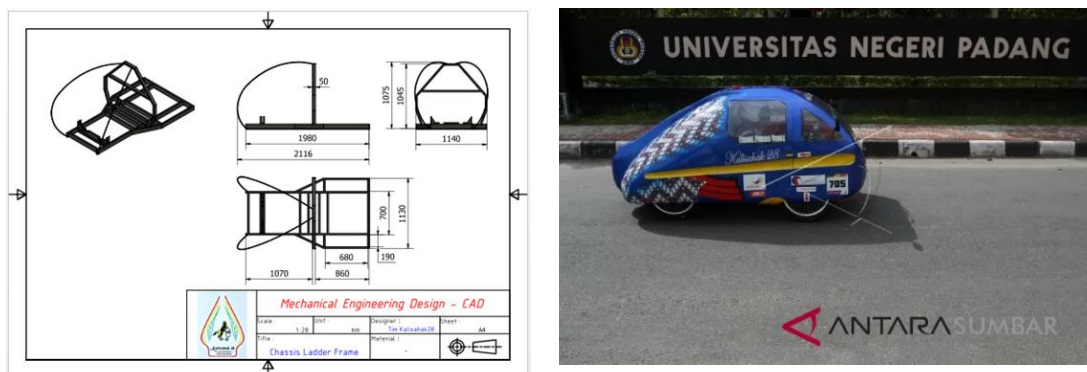 50
1980
2116
1075
1045
1140
700
1130
680
190
1070
860
Mechanical Engineering Design - CAD
Scale :
1:20
Unit :
mm
Designer :
Tim Kalisahak28
Sheet :
A4
Title :
Chassis Ladder Frame
Material :
-
UNIVERSITAS NEGERI PADANG
Kalisahak 28
705
ANTARASUMBAR